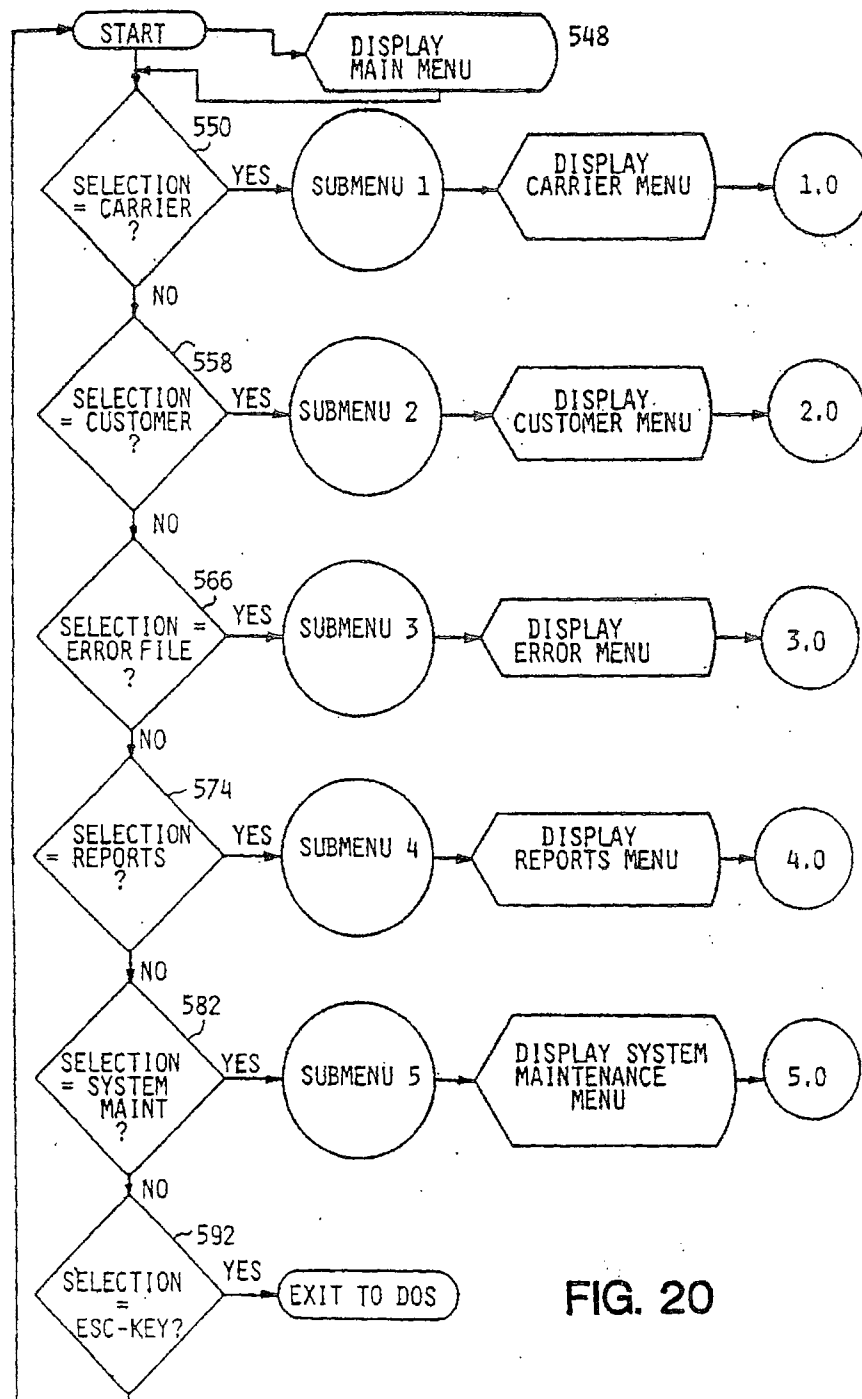 START
DISPLAY
MAIN MENU
548
550
SELECTION
= CARRIER
?
YES
SUBMENU 1
DISPLAY
CARRIER MENU
1.0
NO
558
SELECTION
= CUSTOMER
?
YES
SUBMENU 2
DISPLAY
CUSTOMER MENU
2.0
NO
566
SELECTION =
ERROR FILE
?
YES
SUBMENU 3
DISPLAY
ERROR MENU
3.0
NO
574
SELECTION
= REPORTS
?
YES
SUBMENU 4
DISPLAY
REPORTS MENU
4.0
NO
582
SELECTION
= SYSTEM
MAINT
?
YES
SUBMENU 5
DISPLAY SYSTEM
MAINTENANCE
MENU
5.0
NO
592
SELECTION
=
ESC-KEY?
YES
EXIT TO DOS
FIG. 20